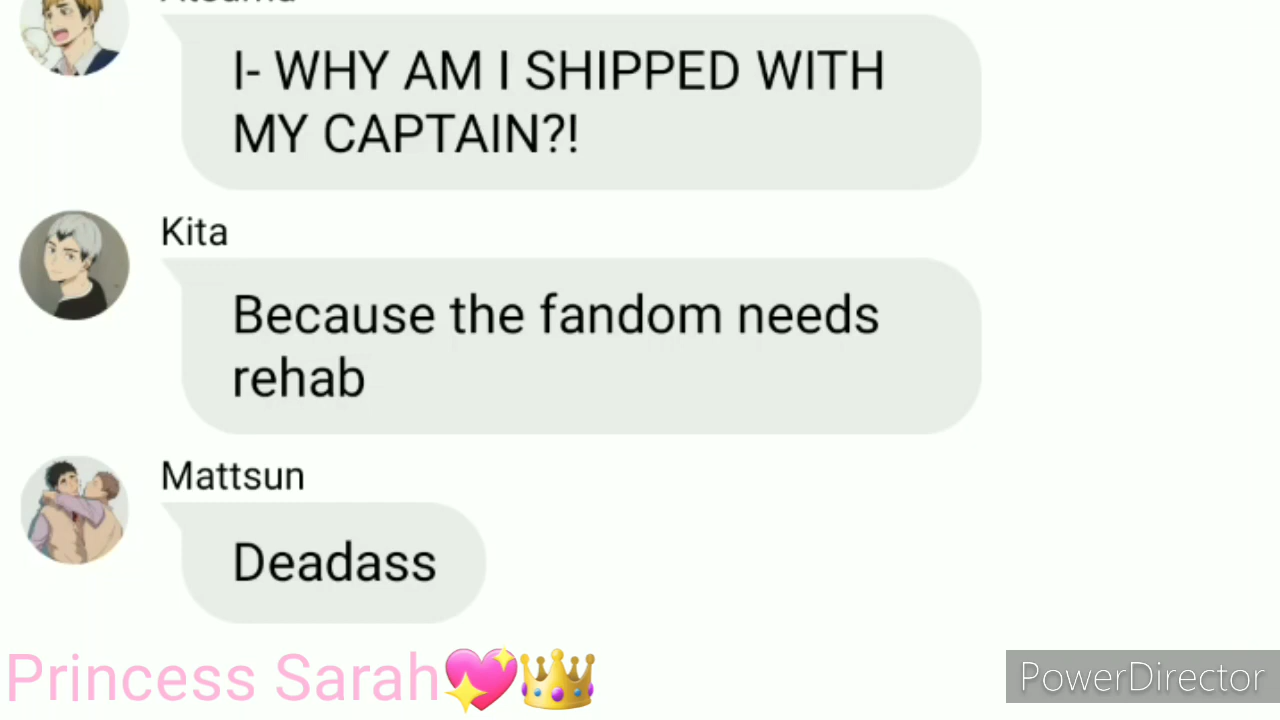 I- WHY AM I SHIPPED WITH
MY CAPTAIN?!
Kita
Because the fandom needs
rehab
Mattsun
Deadass
Princess Sarah💖👑
PowerDirector